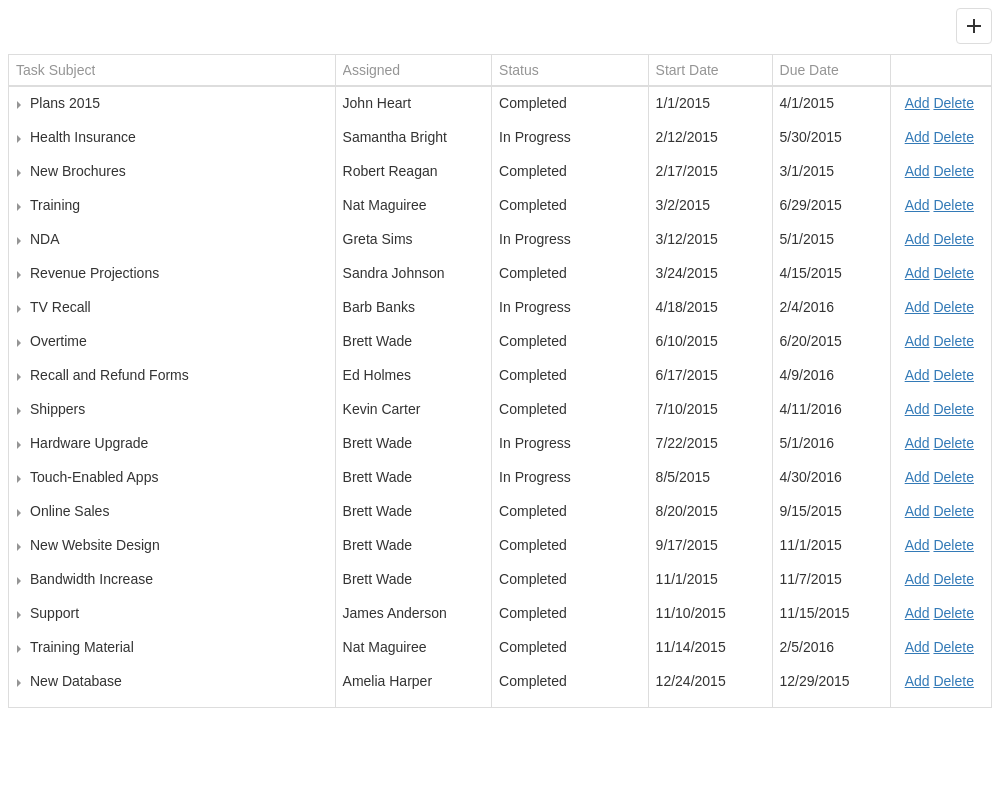 Task Subject Assigned Status Start Date Due Date
Plans 2015 John Heart Completed 1/1/2015 4/1/2015 Add Delete
Health Insurance Samantha Bright In Progress 2/12/2015 5/30/2015 Add Delete
New Brochures Robert Reagan Completed 2/17/2015 3/1/2015 Add Delete
Training Nat Maguiree Completed 3/2/2015 6/29/2015 Add Delete
NDA Greta Sims In Progress 3/12/2015 5/1/2015 Add Delete
Revenue Projections Sandra Johnson Completed 3/24/2015 4/15/2015 Add Delete
TV Recall Barb Banks In Progress 4/18/2015 2/4/2016 Add Delete
Overtime Brett Wade Completed 6/10/2015 6/20/2015 Add Delete
Recall and Refund Forms Ed Holmes Completed 6/17/2015 4/9/2016 Add Delete
Shippers Kevin Carter Completed 7/10/2015 4/11/2016 Add Delete
Hardware Upgrade Brett Wade In Progress 7/22/2015 5/1/2016 Add Delete
Touch-Enabled Apps Brett Wade In Progress 8/5/2015 4/30/2016 Add Delete
Online Sales Brett Wade Completed 8/20/2015 9/15/2015 Add Delete
New Website Design Brett Wade Completed 9/17/2015 11/1/2015 Add Delete
Bandwidth Increase Brett Wade Completed 11/1/2015 11/7/2015 Add Delete
Support James Anderson Completed 11/10/2015 11/15/2015 Add Delete
Training Material Nat Maguiree Completed 11/14/2015 2/5/2016 Add Delete
New Database Amelia Harper Completed 12/24/2015 12/29/2015 Add Delete